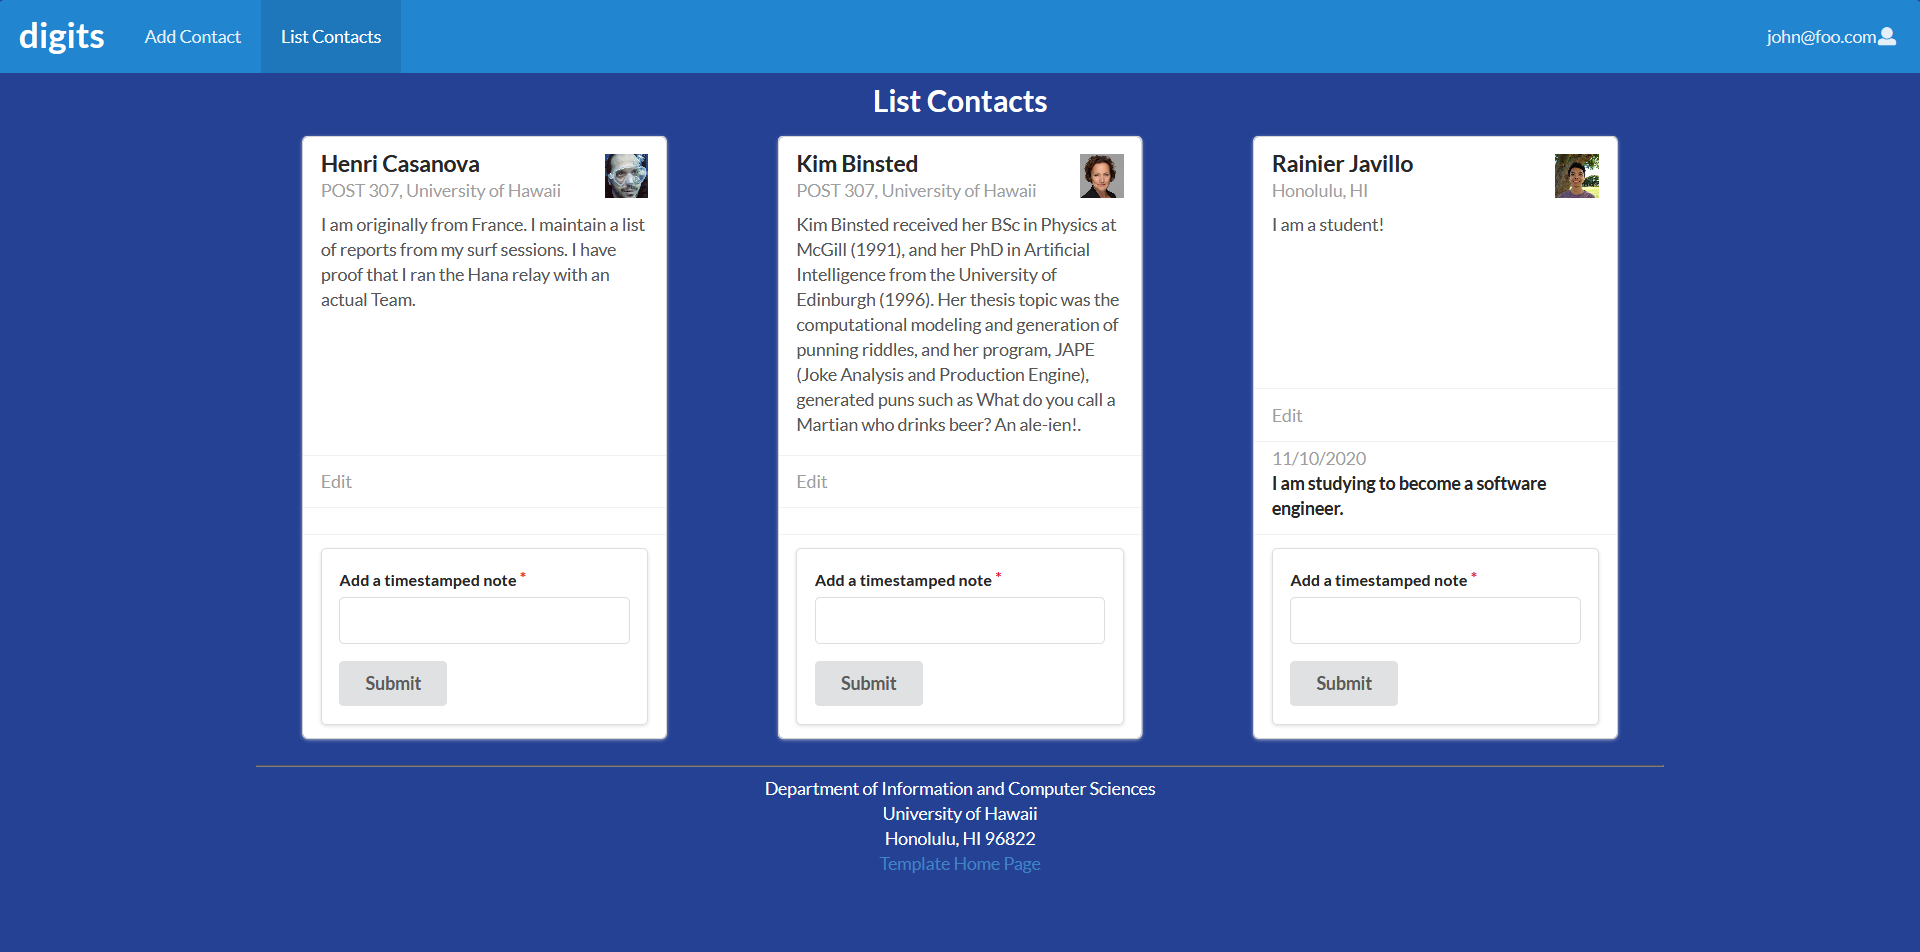 digits
Add Contact
List Contacts
john@foo.com
List Contacts
Henri Casanova
POST 307, University of Hawaii
I am originally from France. I maintain a list
of reports from my surf sessions. I have
proof that I ran the Hana relay with an
actual Team.
Edit
Add a timestamped note *
Submit
Kim Binsted
POST 307, University of Hawaii
Kim Binsted received her BSc in Physics at
McGill (1991), and her PhD in Artificial
Intelligence from the University of
Edinburgh (1996). Her thesis topic was the
computational modeling and generation of
punning riddles, and her program, JAPE
(Joke Analysis and Production Engine),
generated puns such as What do you call a
Martian who drinks beer? An ale-ien!.
Edit
Add a timestamped note *
Submit
Rainier Javillo
Honolulu, HI
I am a student!
Edit
11/10/2020
I am studying to become a software
engineer.
Add a timestamped note *
Submit
Department of Information and Computer Sciences
University of Hawaii
Honolulu, HI 96822
Template Home Page